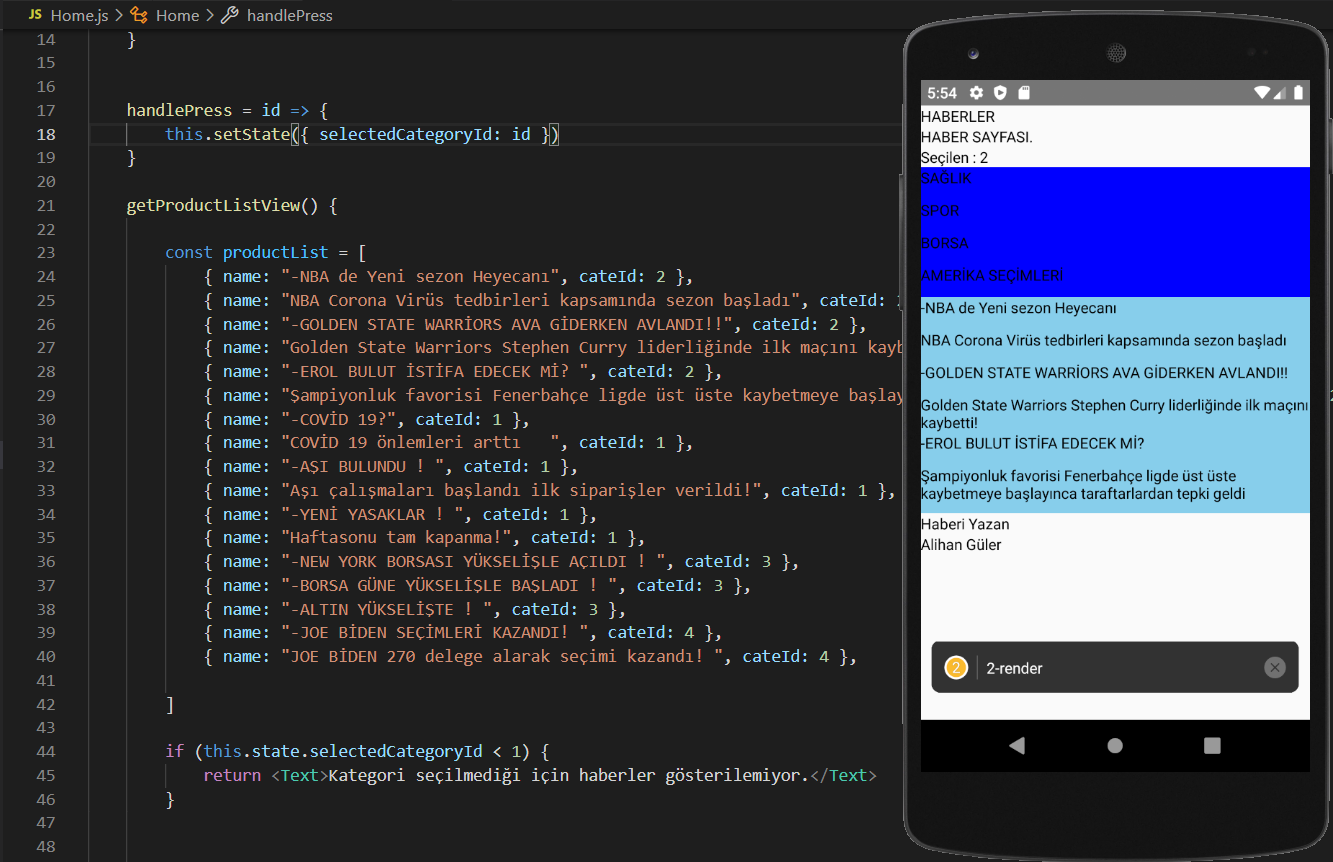 JS Home.js > Home > handlePress
14 }
15
16
17 handlePress = id => {
18 this.setState({ selectedCategoryId: id })
19 }
20
21 getProductListView() {
22
23 const productList = [
24 { name: "-NBA de Yeni sezon Heyecanı", cateId: 2 },
25 { name: "NBA Corona Virüs tedbirleri kapsamında sezon başladı", cateId:
26 { name: "-GOLDEN STATE WARRİORS AVA GİDERKEN AVLANDI!!", cateId: 2 },
27 { name: "Golden State Warriors Stephen Curry liderliğinde ilk maçını kayb
28 { name: "-EROL BULUT İSTİFA EDECEK Mİ? ", cateId: 2 },
29 { name: "Şampiyonluk favorisi Fenerbahçe ligde üst üste kaybetmeye başlay
30 { name: "-COVİD 19?", cateId: 1 },
31 { name: "COVİD 19 önlemleri arttı   ", cateId: 1 },
32 { name: "-AŞI BULUNDU ! ", cateId: 1 },
33 { name: "Aşı çalışmaları başlandı ilk siparişler verildi!", cateId: 1 },
34 { name: "-YENİ YASAKLAR ! ", cateId: 1 },
35 { name: "Haftasonu tam kapanma!", cateId: 1 },
36 { name: "-NEW YORK BORSASI YÜKSELİŞLE AÇILDI ! ", cateId: 3 },
37 { name: "-BORSA GÜNE YÜKSELİŞLE BAŞLADI ! ", cateId: 3 },
38 { name: "-ALTIN YÜKSELİŞTE ! ", cateId: 3 },
39 { name: "-JOE BİDEN SEÇİMLERİ KAZANDI! ", cateId: 4 },
40 { name: "JOE BİDEN 270 delege alarak seçimi kazandı! ", cateId: 4 },
41
42 ]
43
44 if (this.state.selectedCategoryId < 1) {
45 return <Text>Kategori seçilmediği için haberler gösterilemiyor.</Text>
46 }
47
48
5:54
HABERLER
HABER SAYFASI.
Seçilen : 2
SAĞLIK
SPOR
BORSA
AMERİKA SEÇİMLERİ
-NBA de Yeni sezon Heyecanı
NBA Corona Virüs tedbirleri kapsamında sezon başladı
-GOLDEN STATE WARRİORS AVA GİDERKEN AVLANDI!!
Golden State Warriors Stephen Curry liderliğinde ilk maçını
kaybetti!
-EROL BULUT İSTİFA EDECEK Mİ?
Şampiyonluk favorisi Fenerbahçe ligde üst üste
kaybetmeye başlayınca taraftarlardan tepki geldi
Haberi Yazan
Alihan Güler
2 2-render